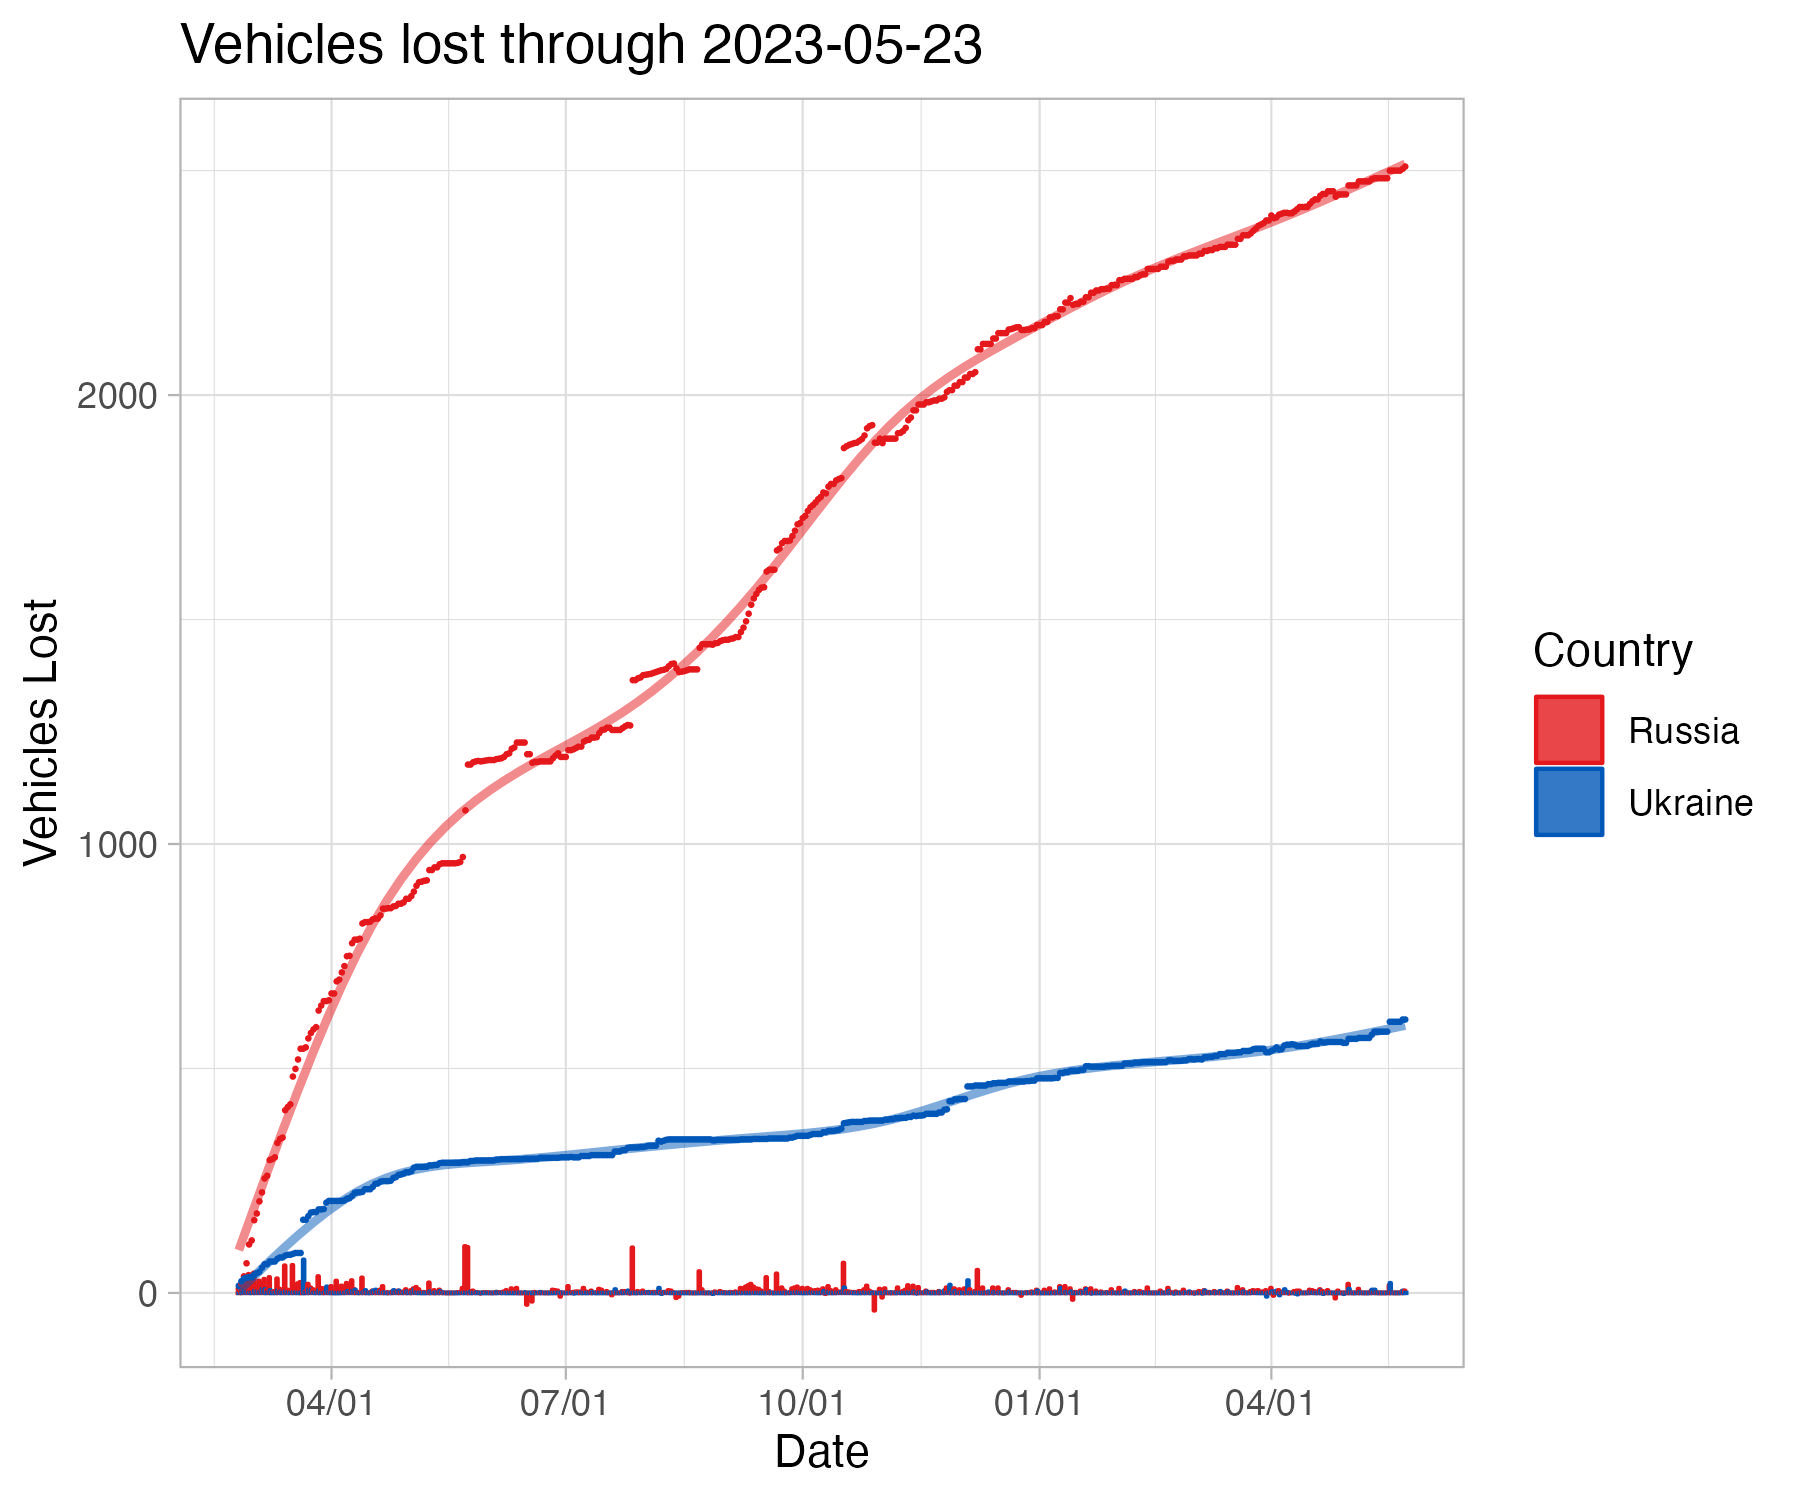 Vehicles lost through 2023-05-23
Vehicles Lost
2000
1000
0
04/01
07/01
10/01
01/01
04/01
Date
Country
Russia
Ukraine